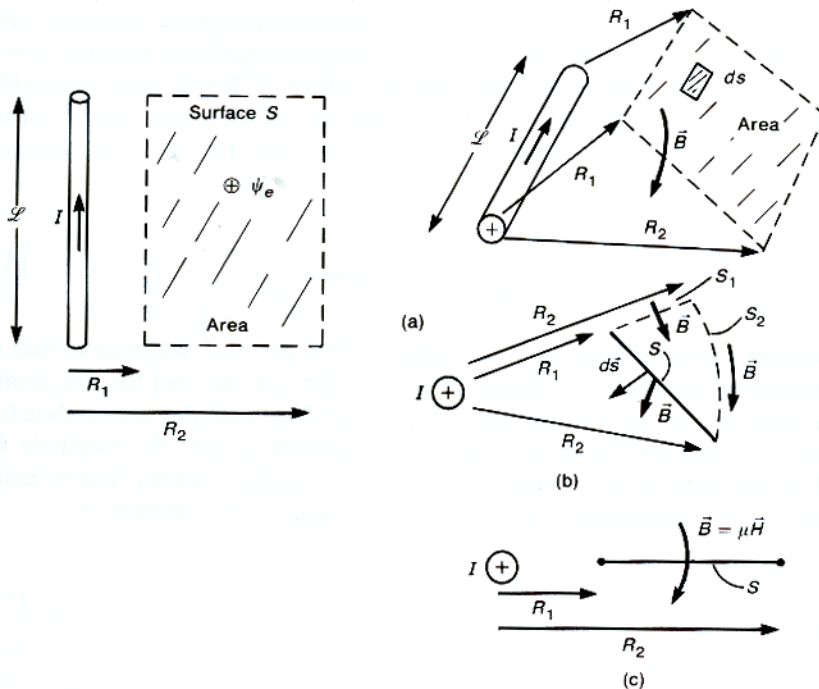 ℒ
I
Surface S
⊕ ψₑ
Area
R₁
R₂
R₁
ds
ℒ
I
Area
B⃗
R₁
R₂
+
(a)
R₂
R₁
I
+
S₁
B⃗
S₂
S
ds⃗
B⃗
B⃗
R₂
(b)
I
+
B⃗ = μH⃗
S
R₁
R₂
(c)